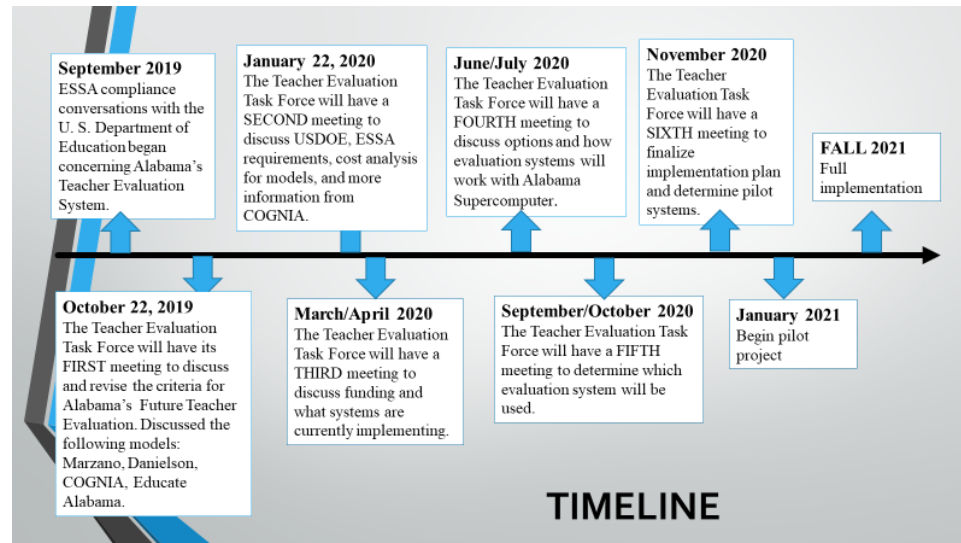 September 2019
ESSA compliance
conversations with the
U. S. Department of
Education began
concerning Alabama's
Teacher Evaluation
System.
January 22, 2020
The Teacher Evaluation
Task Force will have a
SECOND meeting to
discuss USDOE, ESSA
requirements, cost analysis
for models, and more
information from
COGNIA.
June/July 2020
The Teacher Evaluation
Task Force will have a
FOURTH meeting to
discuss options and how
evaluation systems will
work with Alabama
Supercomputer.
November 2020
The Teacher
Evaluation Task
Force will have a
SIXTH meeting to
finalize
implementation plan
and determine pilot
systems.
FALL 2021
Full
implementation
October 22, 2019
The Teacher Evaluation
Task Force will have its
FIRST meeting to discuss
and revise the criteria for
Alabama's Future Teacher
Evaluation. Discussed the
following models:
Marzano, Danielson,
COGNIA, Educate
Alabama.
March/April 2020
The Teacher Evaluation
Task Force will have a
THIRD meeting to
discuss funding and
what systems are
currently implementing.
September/October 2020
The Teacher Evaluation Task
Force will have a FIFTH
meeting to determine which
evaluation system will be
used.
January 2021
Begin pilot
project
TIMELINE